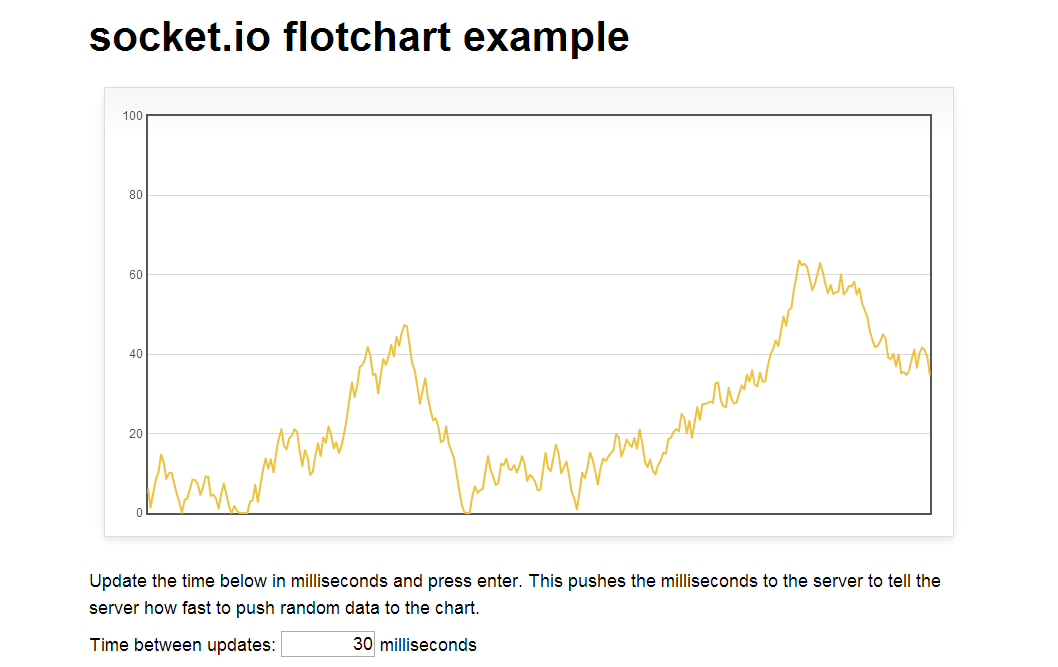 socket.io flotchart example
100
80
60
40
20
0
Update the time below in milliseconds and press enter. This pushes the milliseconds to the server to tell the
server how fast to push random data to the chart.
Time between updates: 30 milliseconds